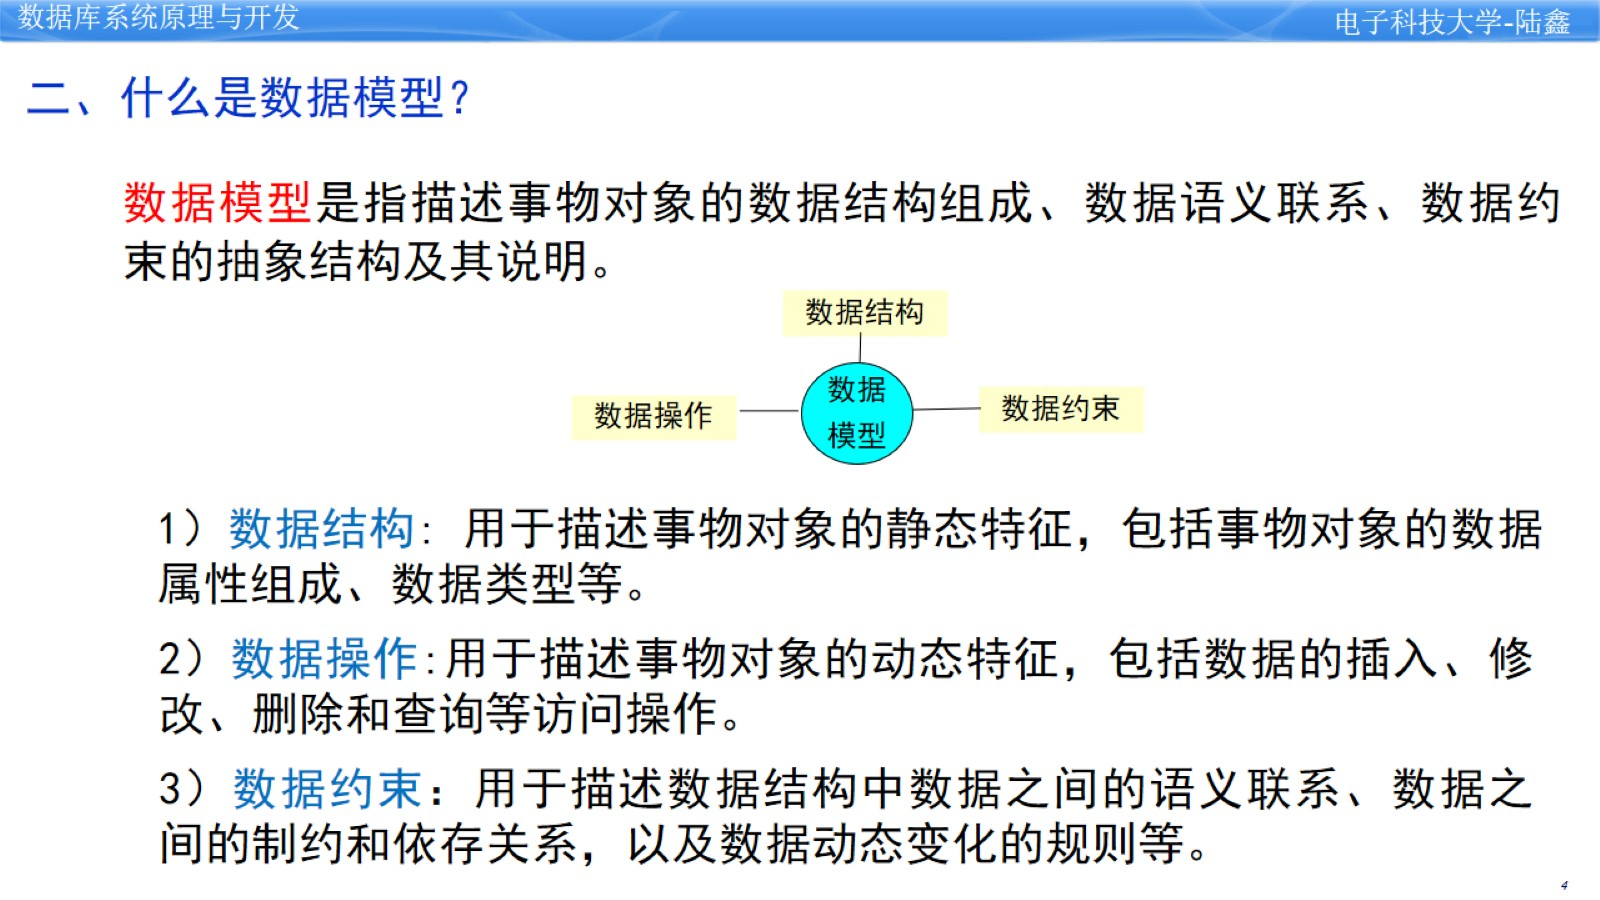 数据库系统原理与开发
电子科技大学-陆鑫
二、什么是数据模型？
数据模型是指描述事物对象的数据结构组成、数据语义联系、数据约
束的抽象结构及其说明。
数据结构
数据操作
数据
模型
数据约束
1）数据结构：用于描述事物对象的静态特征，包括事物对象的数据
属性组成、数据类型等。
2）数据操作:用于描述事物对象的动态特征，包括数据的插入、修
改、删除和查询等访问操作。
3）数据约束：用于描述数据结构中数据之间的语义联系、数据之
间的制约和依存关系，以及数据动态变化的规则等。
4